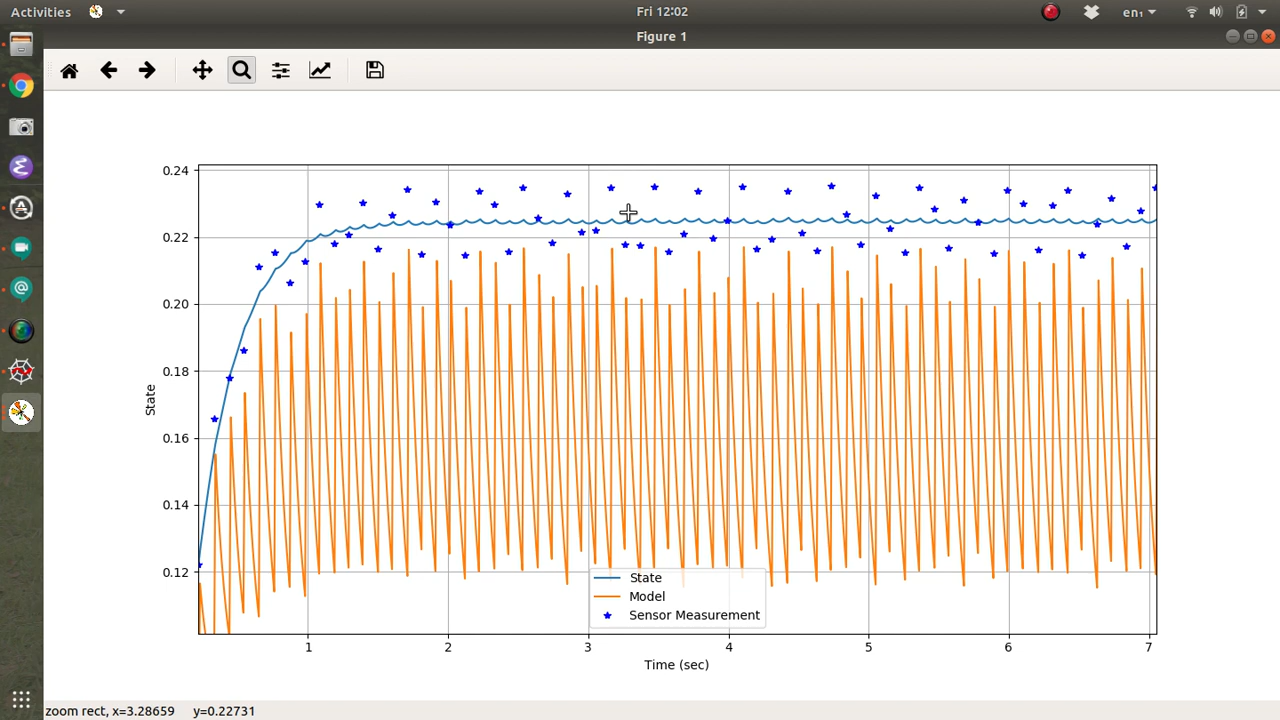 Activities
Fri 12:02
en₁
Figure 1
0.24
0.22
0.20
0.18
0.16
0.14
0.12
State
State
Model
Sensor Measurement
1 2 3 4 5 6 7
Time (sec)
zoom rect, x=3.28659 y=0.22731